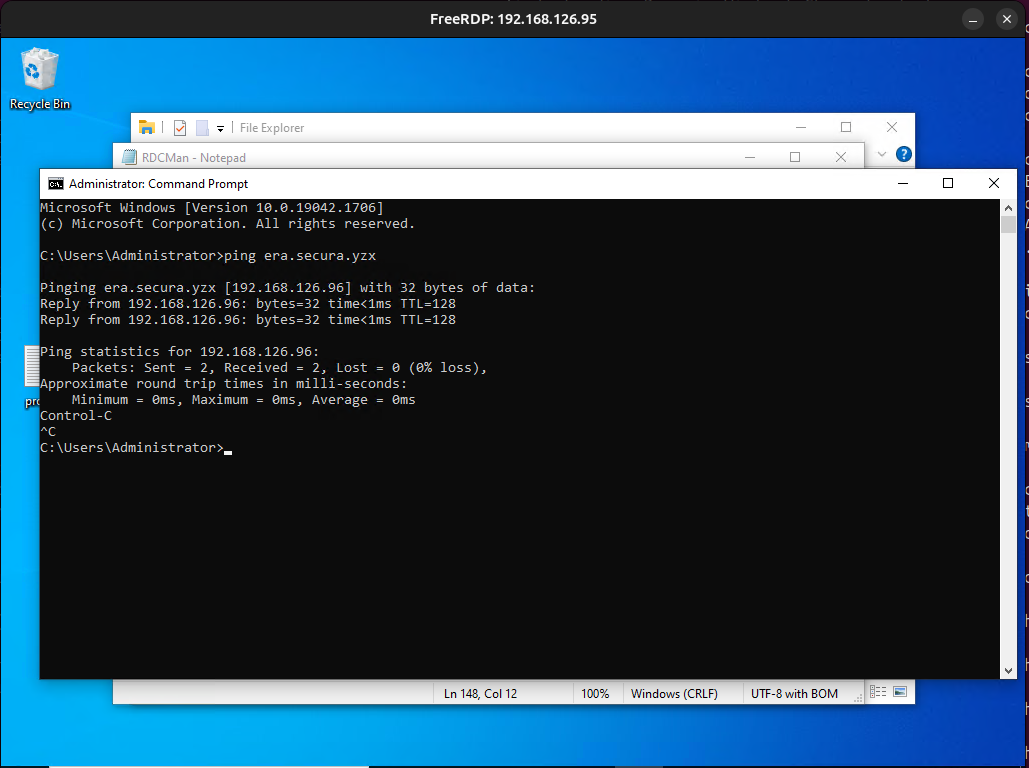 FreeRDP: 192.168.126.95
Recycle Bin
File Explorer
RDCMan - Notepad
Administrator: Command Prompt
Microsoft Windows [Version 10.0.19042.1706]
(c) Microsoft Corporation. All rights reserved.
C:\Users\Administrator>ping era.secura.yzx
Pinging era.secura.yzx [192.168.126.96] with 32 bytes of data:
Reply from 192.168.126.96: bytes=32 time<1ms TTL=128
Reply from 192.168.126.96: bytes=32 time<1ms TTL=128
Ping statistics for 192.168.126.96:
    Packets: Sent = 2, Received = 2, Lost = 0 (0% loss),
Approximate round trip times in milli-seconds:
    Minimum = 0ms, Maximum = 0ms, Average = 0ms
Control-C
^C
C:\Users\Administrator>
Ln 148, Col 12
100%
Windows (CRLF)
UTF-8 with BOM